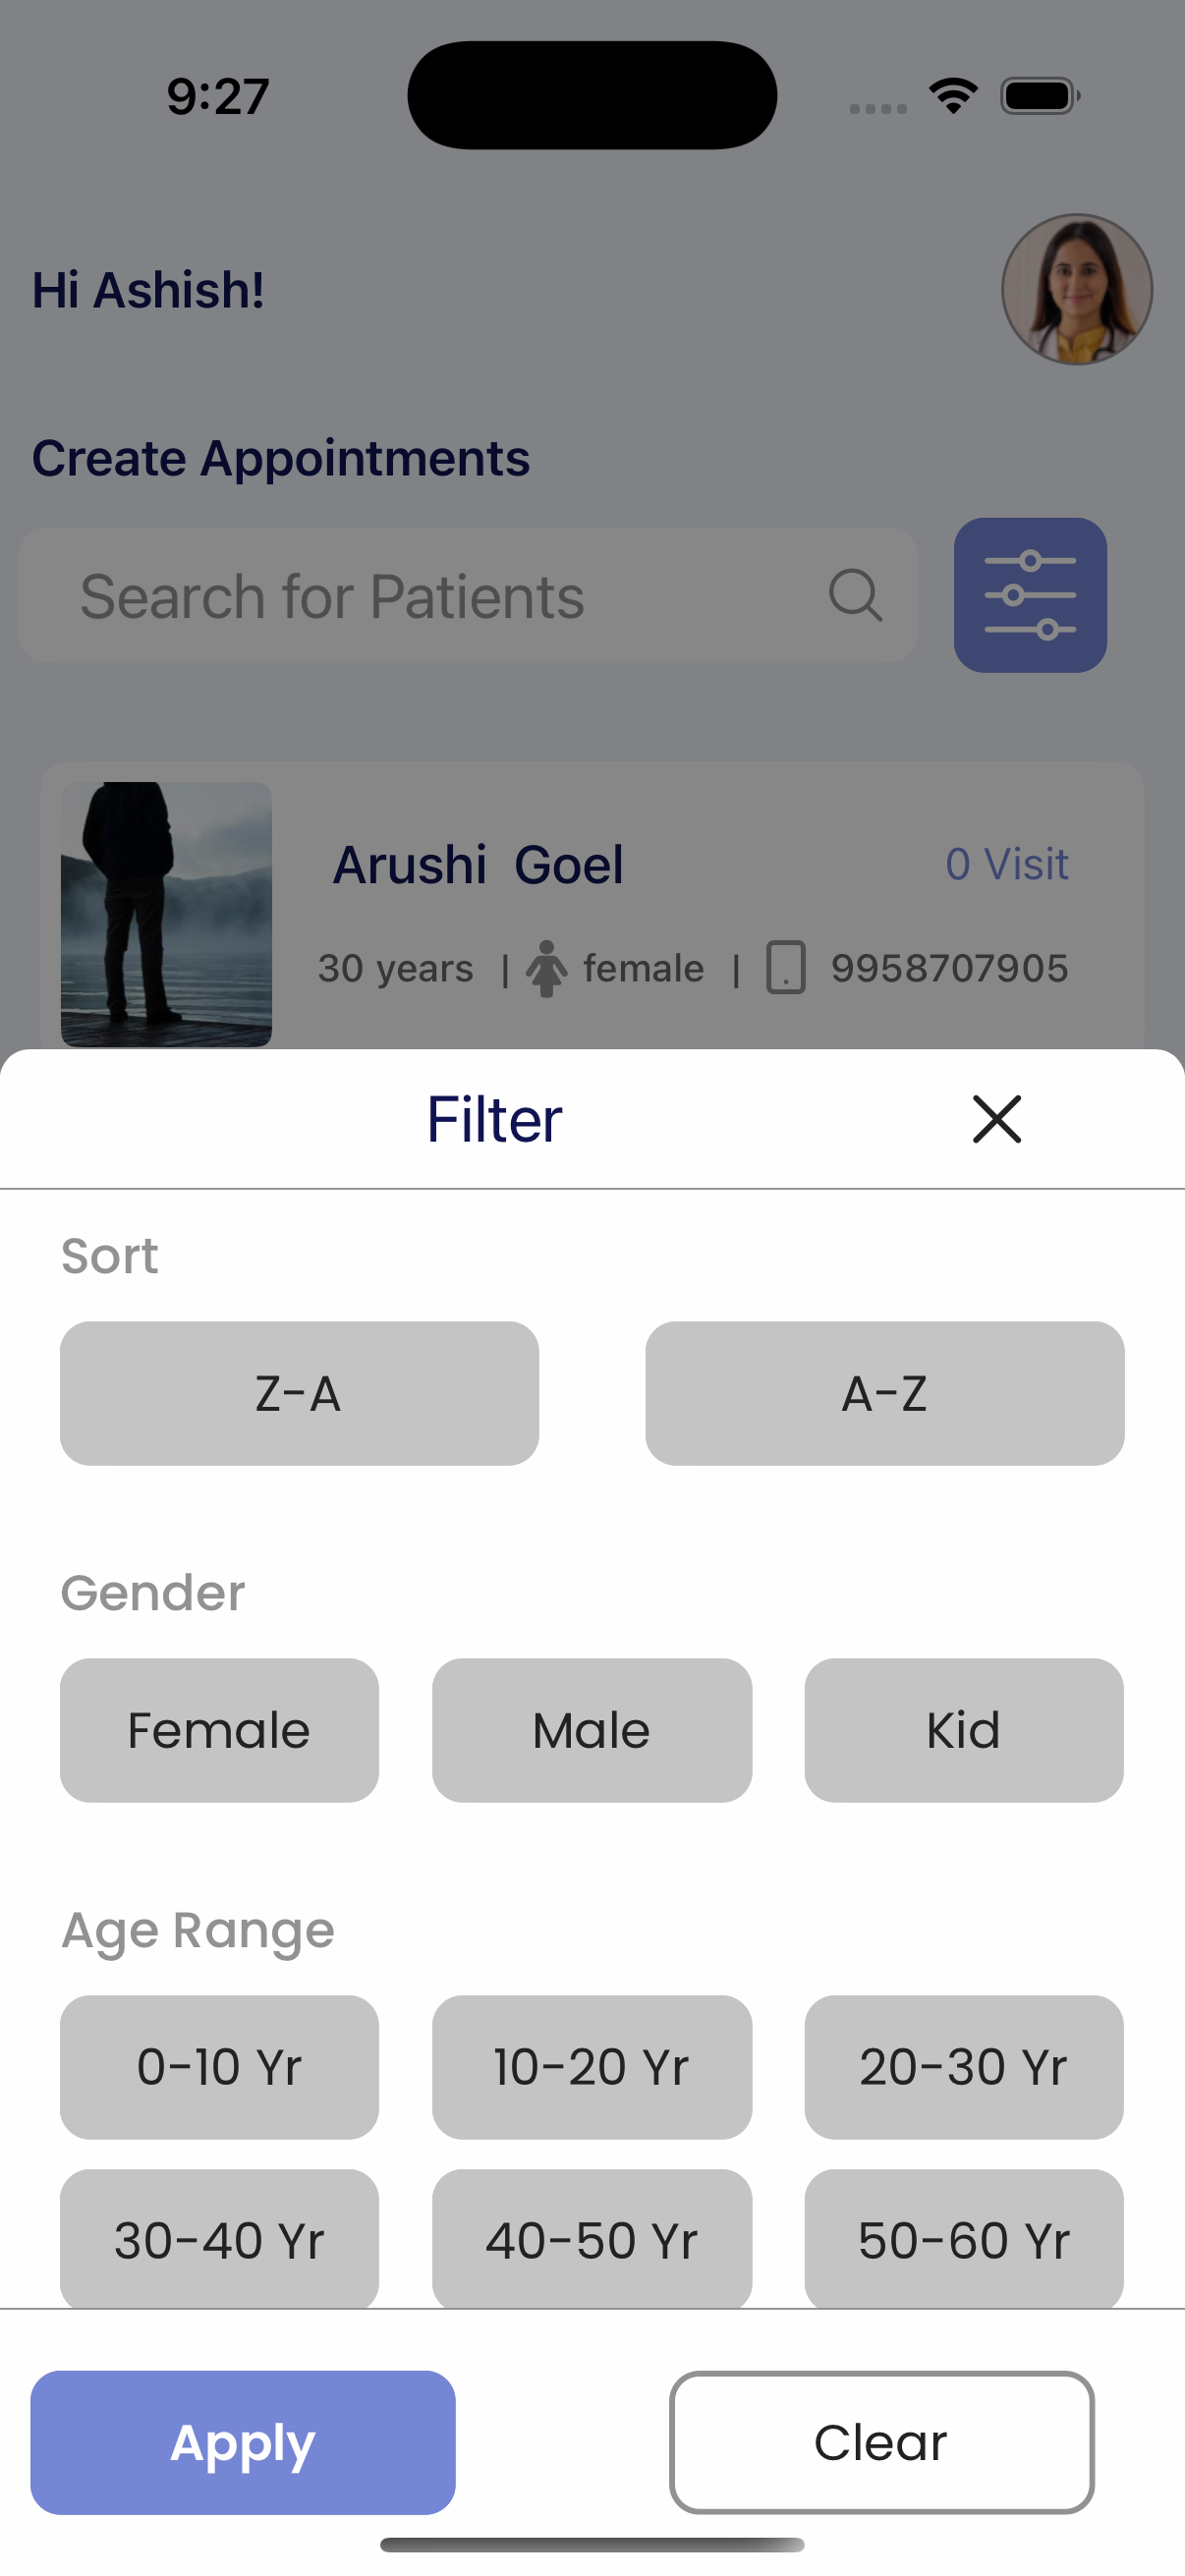 9:27
Hi Ashish!
Create Appointments
Search for Patients
Arushi Goel 0 Visit
30 years | female | 9958707905
Filter
Sort
Z-A A-Z
Gender
Female Male Kid
Age Range
0-10 Yr 10-20 Yr 20-30 Yr
30-40 Yr 40-50 Yr 50-60 Yr
Apply Clear